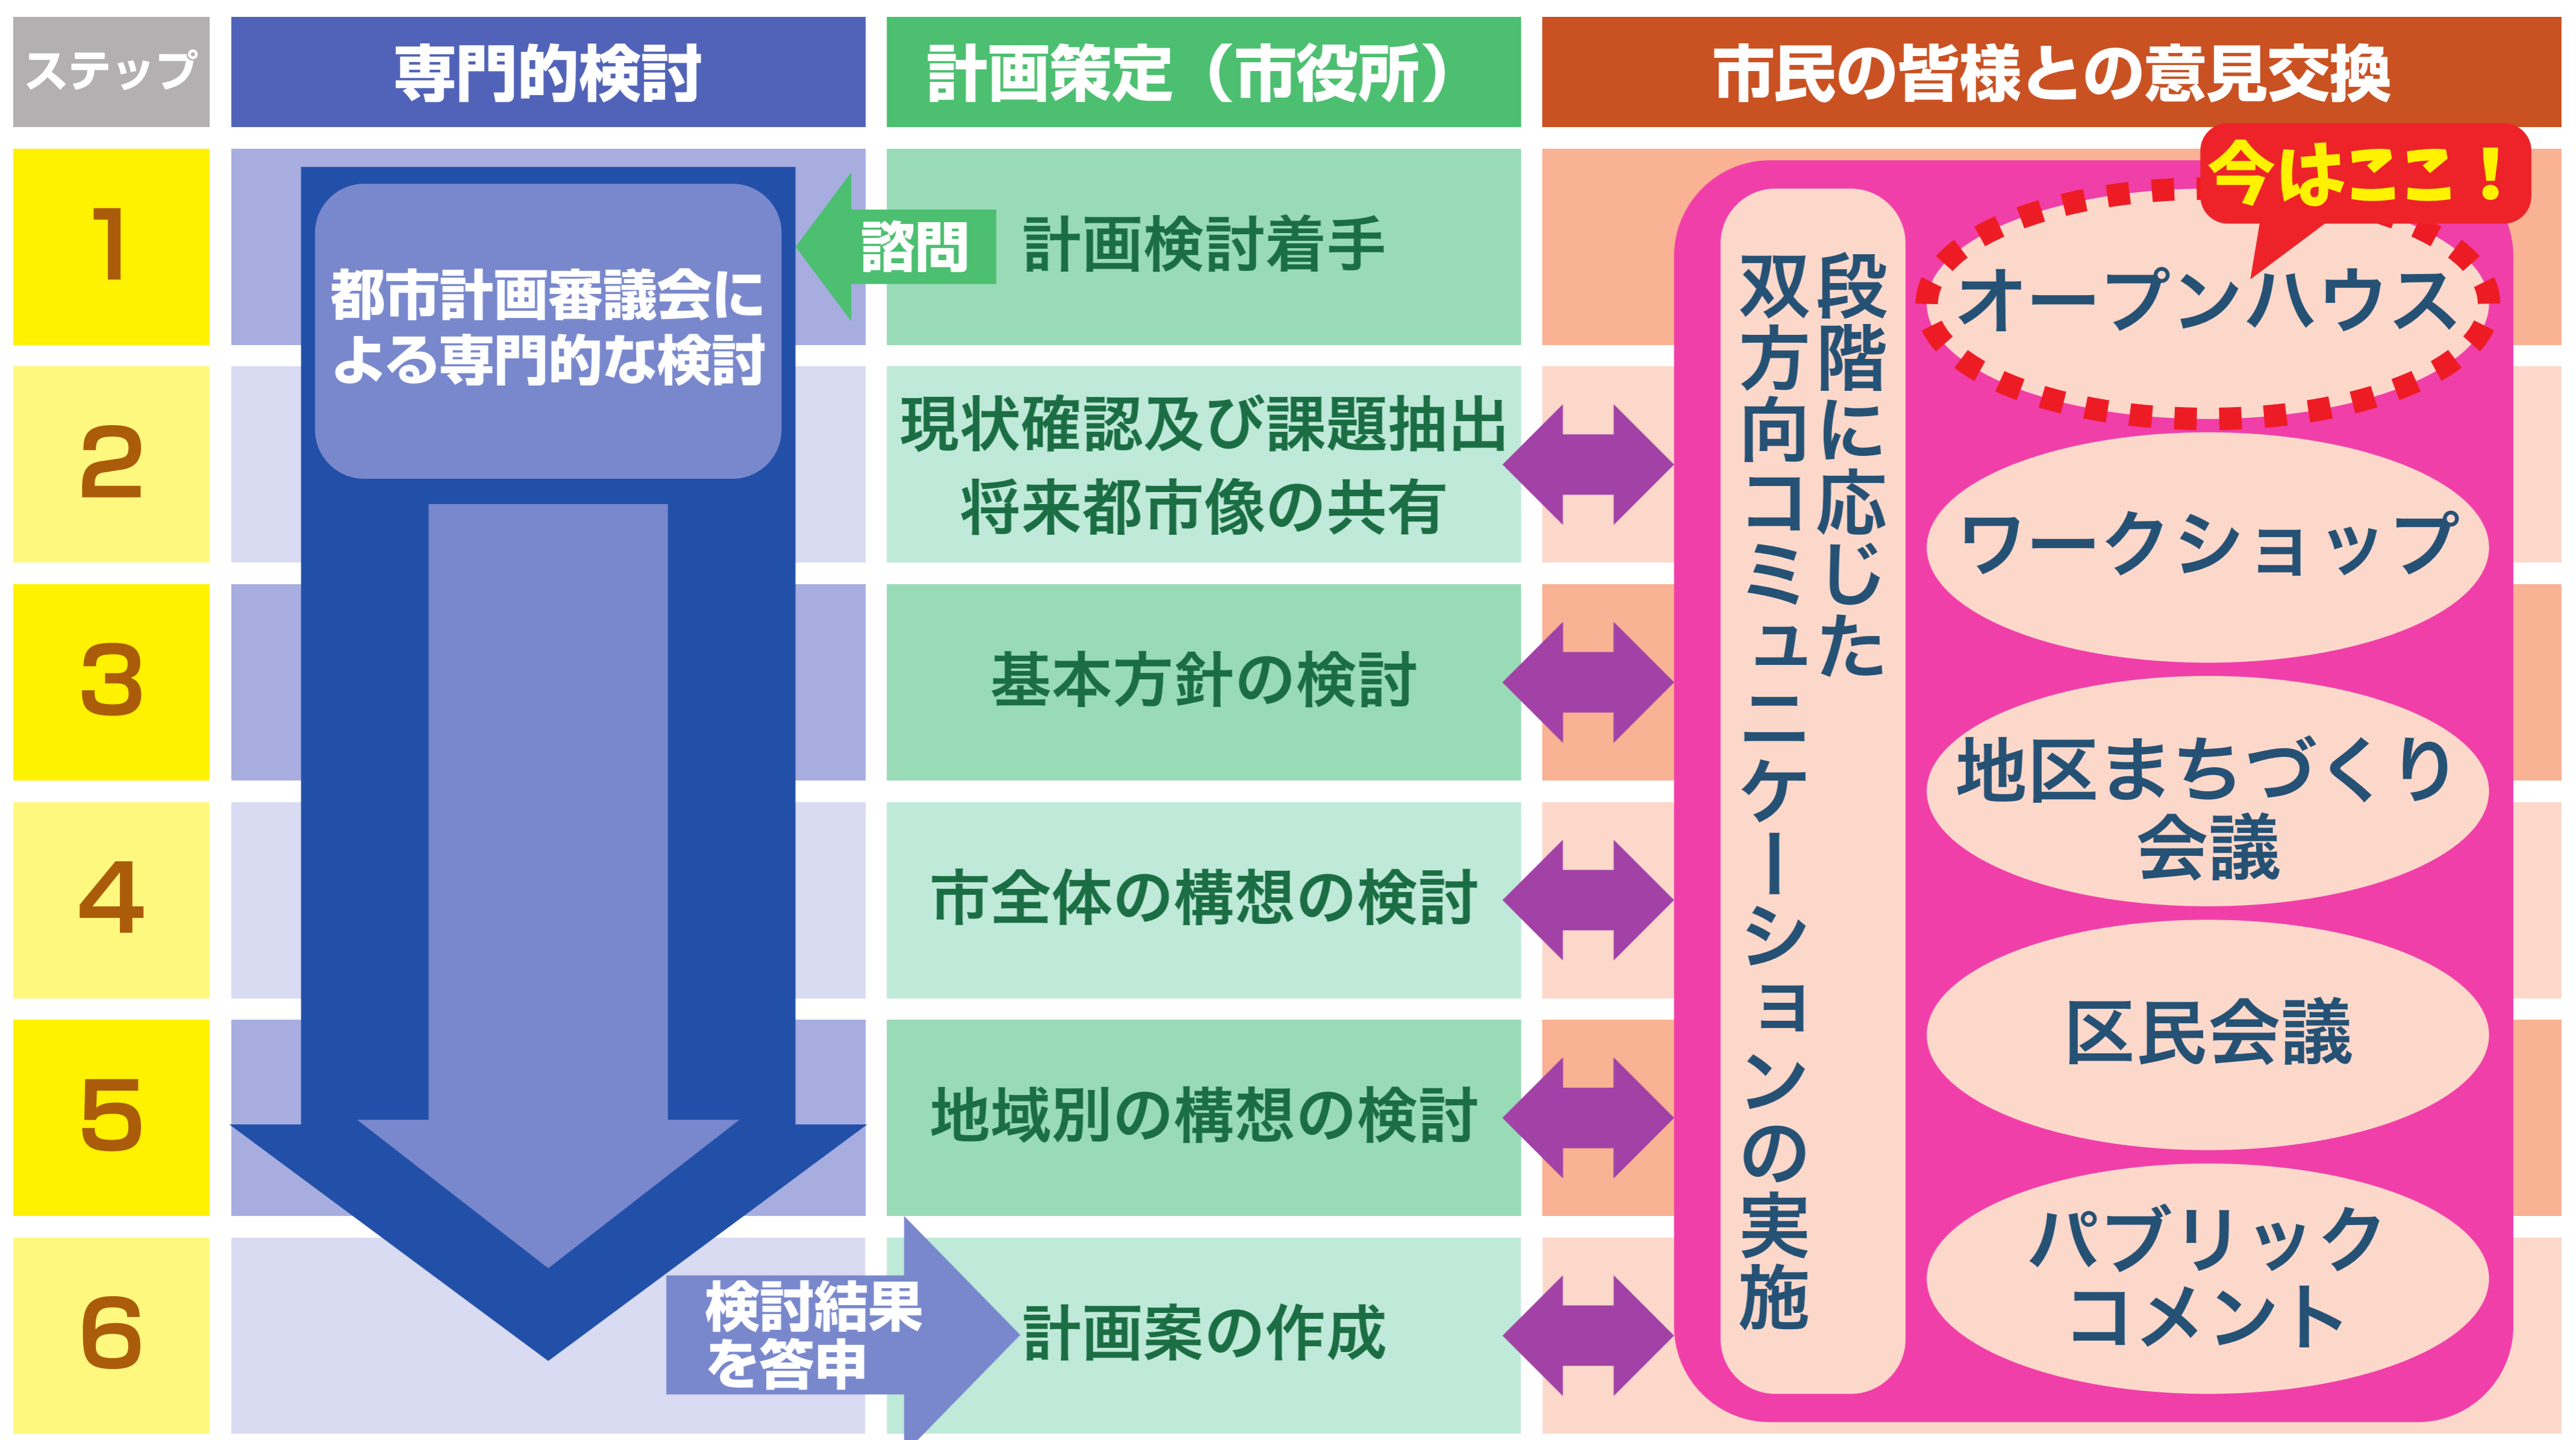 ステップ
専門的検討
計画策定（市役所）
市民の皆様との意見交換
1
都市計画審議会に
よる専門的な検討
諮問
計画検討着手
2
現状確認及び課題抽出
将来都市像の共有
3
基本方針の検討
4
市全体の構想の検討
5
地域別の構想の検討
6
検討結果
を答申
計画案の作成
段階に応じた
双方向コミュニケーションの実施
今はここ！
オープンハウス
ワークショップ
地区まちづくり
会議
区民会議
パブリック
コメント